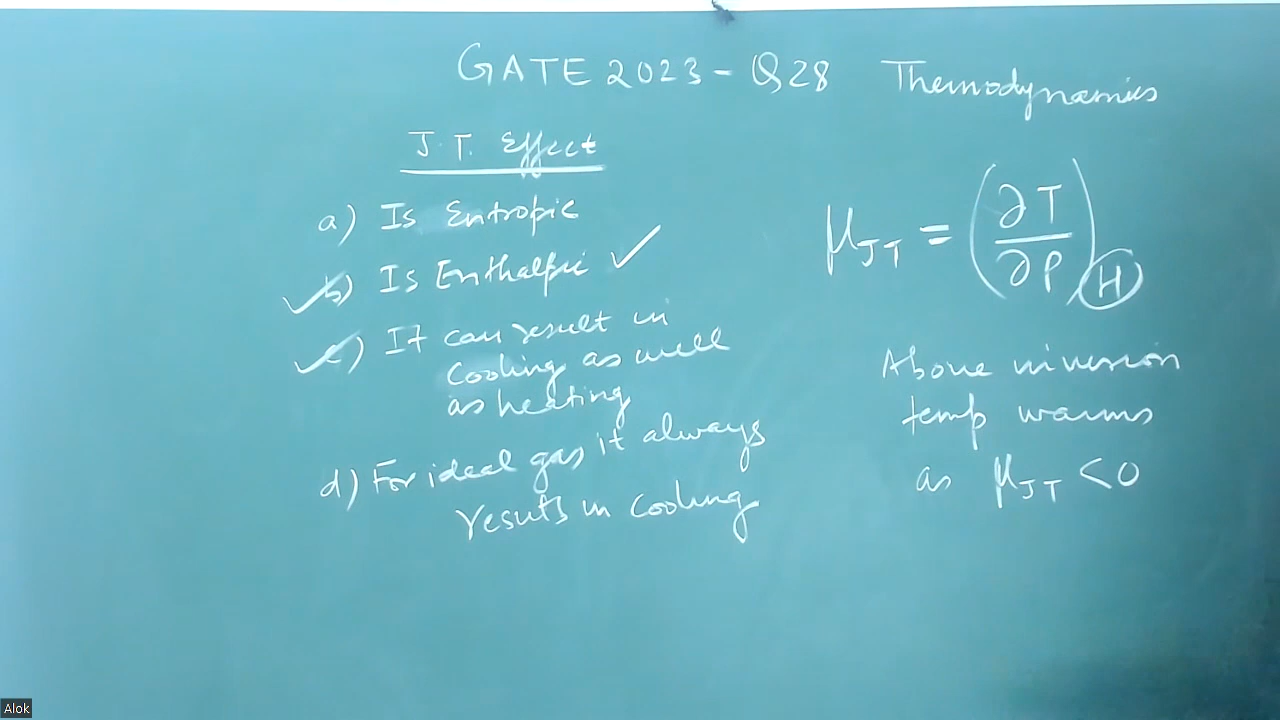 GATE 2023 - Q28 Themodynamics
J.T. Effect
a) Is Entropic
b) Is Enthalpic ✓
c) It can result in
cooling as well
as heating
d) For ideal gas it always
results in cooling
μJT = (∂T/∂P)H
Above inversion
temp warms
as μJT < 0
Alok